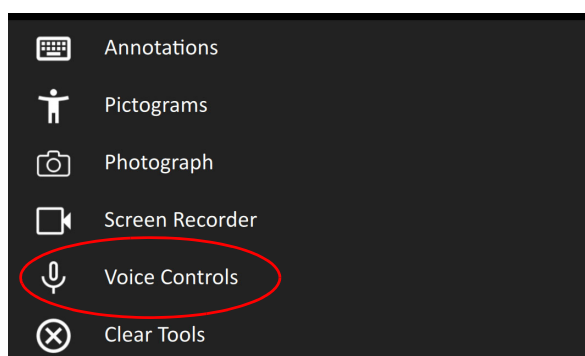 Annotations
Pictograms
Photograph
Screen Recorder
Voice Controls
Clear Tools